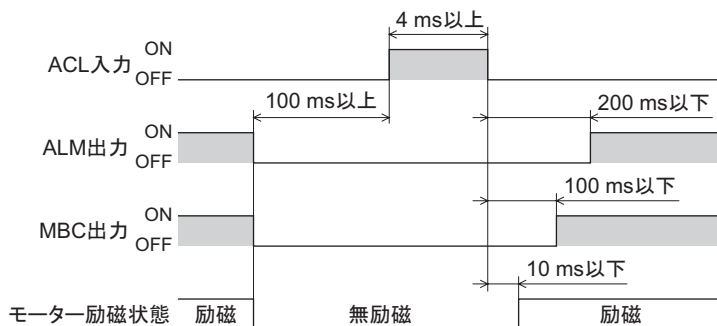 4 ms以上
ACL入力
ON
OFF
100 ms以上
200 ms以下
ALM出力
ON
OFF
100 ms以下
MBC出力
ON
OFF
10 ms以下
モーター励磁状態
励磁
無励磁
励磁